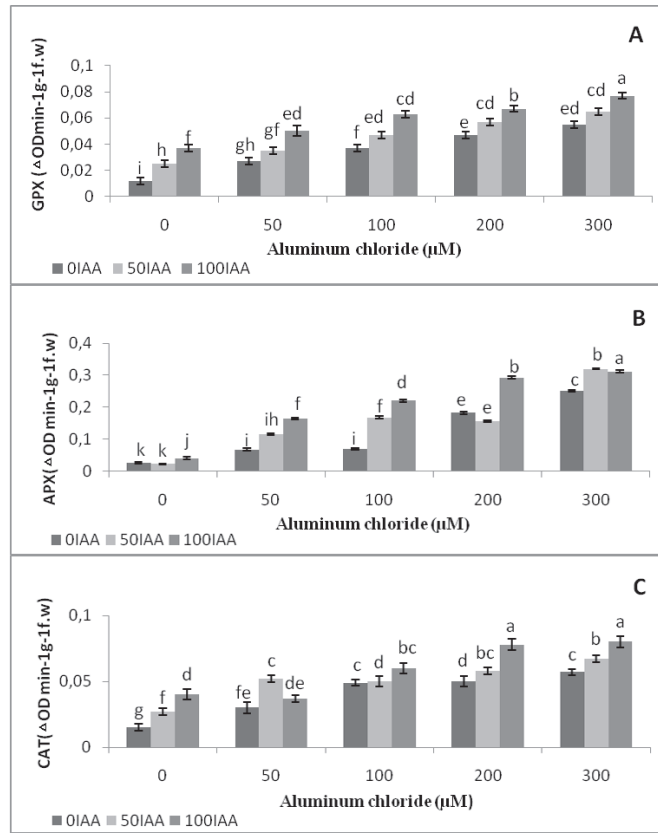 A
GPX (△ODmin-1g-1f.w)
0,1
0,08
0,06
0,04
0,02
0
i h f
gh gf ed
f ed cd
e cd b
ed cd a
0 50 100 200 300
Aluminum chloride (µM)
0IAA 50IAA 100IAA
B
APX(△OD min-1g-1f.w)
0,4
0,3
0,2
0,1
0
k k j
i ih f
i f d
e e b
c b a
0 50 100 200 300
Aluminum chloride (µM)
0IAA 50IAA 100IAA
C
CAT(△OD min-1g-1f.w)
0,1
0,05
0
g f d
fe c de
c d bc
d bc a
c b a
0 50 100 200 300
Aluminum chloride (µM)
0IAA 50IAA 100IAA